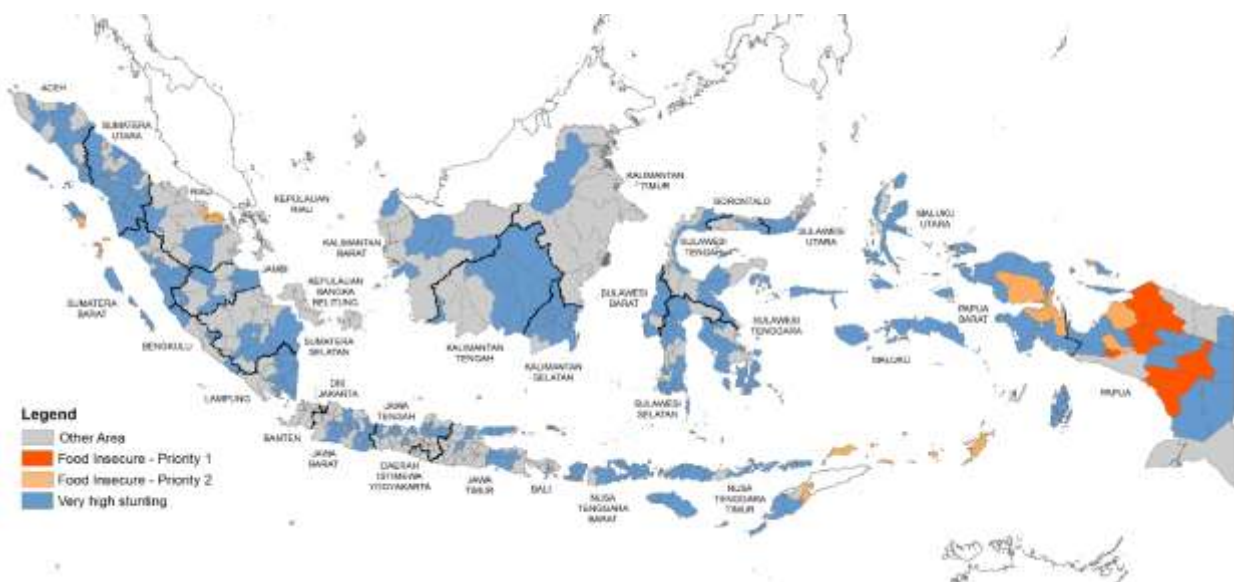 ACEH
SUMATERA
UTARA
RIAU
KEPULAUAN
RIAU
KALIMANTAN
BARAT
KALIMANTAN
TIMUR
GORONTALO
SULAWESI
UTARA
SULAWESI
TENGAH
MALUKU
UTARA
JAMBI
KEPULAUAN
BANGKA
BELITUNG
SUMATERA
BARAT
BENGKULU
SUMATERA
SELATAN
LAMPUNG
KALIMANTAN
TENGAH
KALIMANTAN
SELATAN
SULAWESI
BARAT
SULAWESI
TENGGARA
SULAWESI
SELATAN
MALUKU
PAPUA
BARAT
PAPUA
DKI
JAKARTA
BANTEN
JAWA
BARAT
JAWA
TENGAH
DAERAH
ISTIMEWA
YOGYAKARTA
JAWA
TIMUR
BALI
NUSA
TENGGARA
BARAT
NUSA
TENGGARA
TIMUR
Legend
Other Area
Food Insecure - Priority 1
Food Insecure - Priority 2
Very high stunting